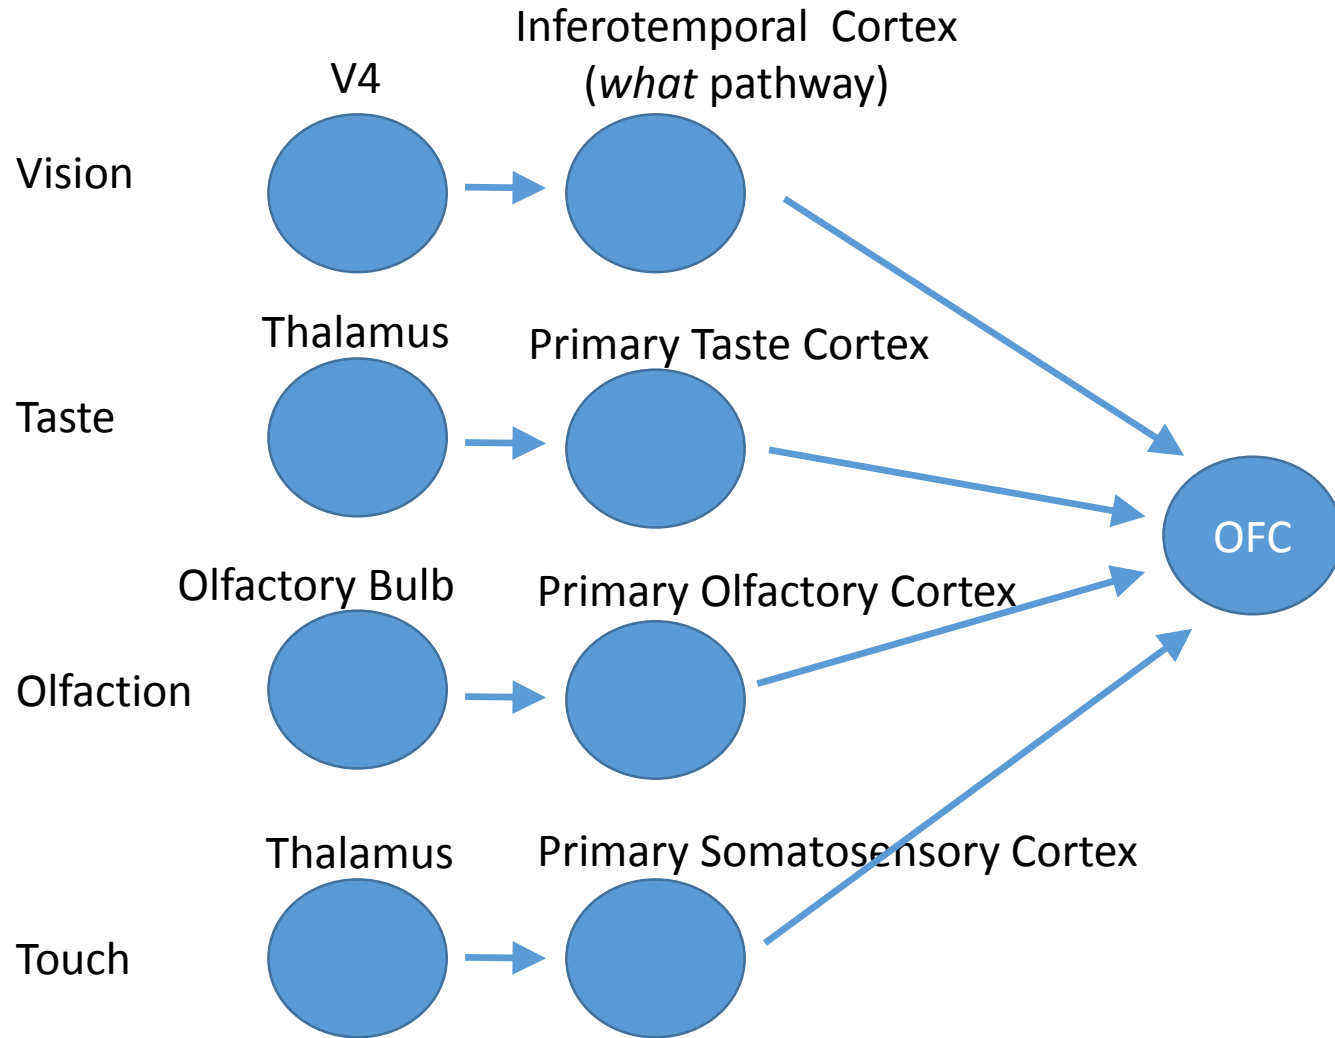 Inferotemporal Cortex
(what pathway)
V4
Vision
Thalamus
Primary Taste Cortex
Taste
OFC
Olfactory Bulb
Primary Olfactory Cortex
Olfaction
Thalamus
Primary Somatosensory Cortex
Touch